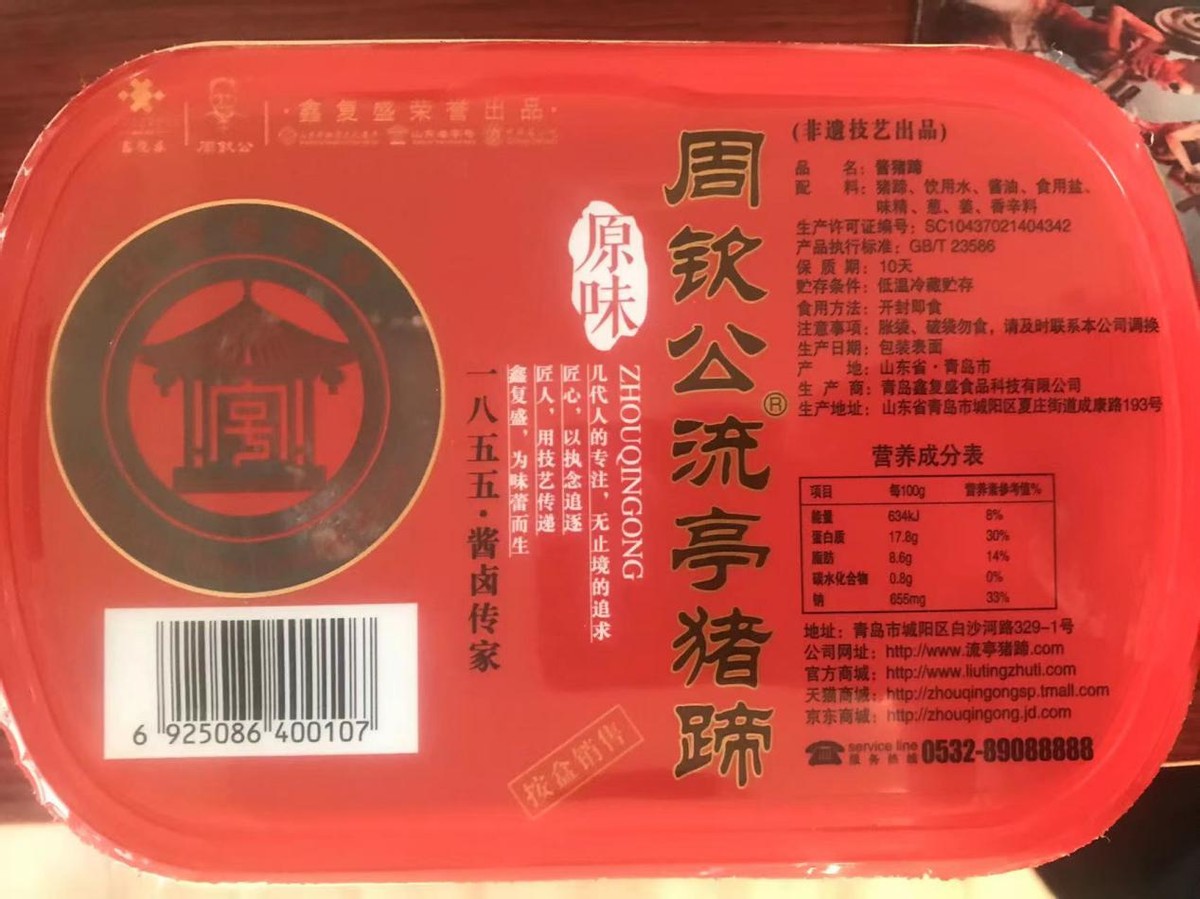 鑫复盛
周钦公
·鑫复盛荣誉出品·
山东老字号
周钦公流亭猪蹄®
原味
ZHOUQINGONG
几代人的专注，无止境的追求
匠心，以执念追逐
匠人，用技艺传递
鑫复盛，为味蕾而生
一八五五·酱卤传家
按盒销售
6 925086 400107
(非遗技艺出品)
品 名：酱猪蹄
配 料：猪蹄、饮用水、酱油、食用盐、
味精、葱、姜、香辛料
生产许可证编号：SC10437021404342
产品执行标准：GB/T 23586
保 质 期：10天
贮存条件：低温冷藏贮存
食用方法：开封即食
注意事项：胀袋、破袋勿食，请及时联系本公司调换
生产日期：包装表面
产 地：山东省·青岛市
生 产 商：青岛鑫复盛食品科技有限公司
生产地址：山东省青岛市城阳区夏庄街道咸康路193号
营养成分表
项目 每100g 营养素参考值%
能量 634kJ 8%
蛋白质 17.8g 30%
脂肪 8.6g 14%
碳水化合物 0.8g 0%
钠 655mg 33%
地址：青岛市城阳区白沙河路329-1号
公司网址：http://www.流亭猪蹄.com
官方商城：http://www.liutingzhuti.com
天猫商城：http://zhouqingongsp.tmall.com
京东商城：http://zhouqingong.jd.com
service line
服务热线 0532-89088888